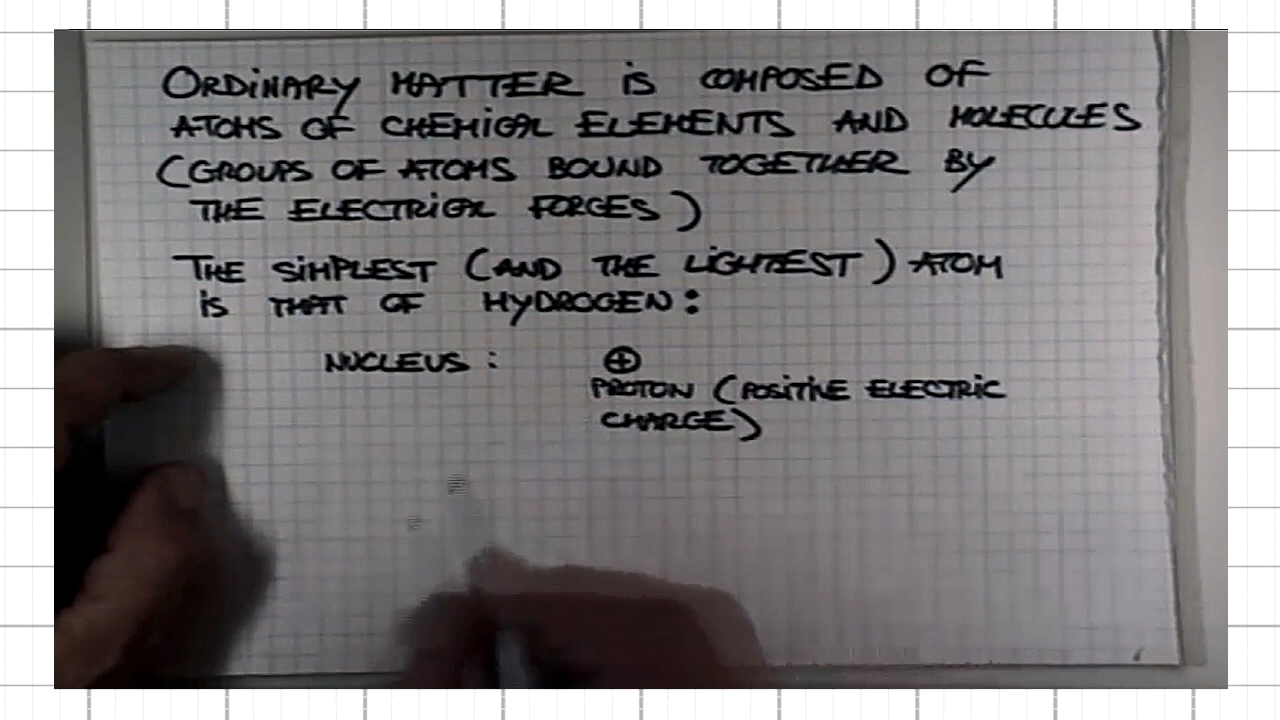 ORDINARY MATTER IS COMPOSED OF
ATOMS OF CHEMICAL ELEMENTS AND MOLECULES
(GROUPS OF ATOMS BOUND TOGETHER BY
THE ELECTRICAL FORCES)
THE SIMPLEST (AND THE LIGHTEST) ATOM
IS THAT OF HYDROGEN:
NUCLEUS: ⊕
PROTON (POSITIVE ELECTRIC
CHARGE)